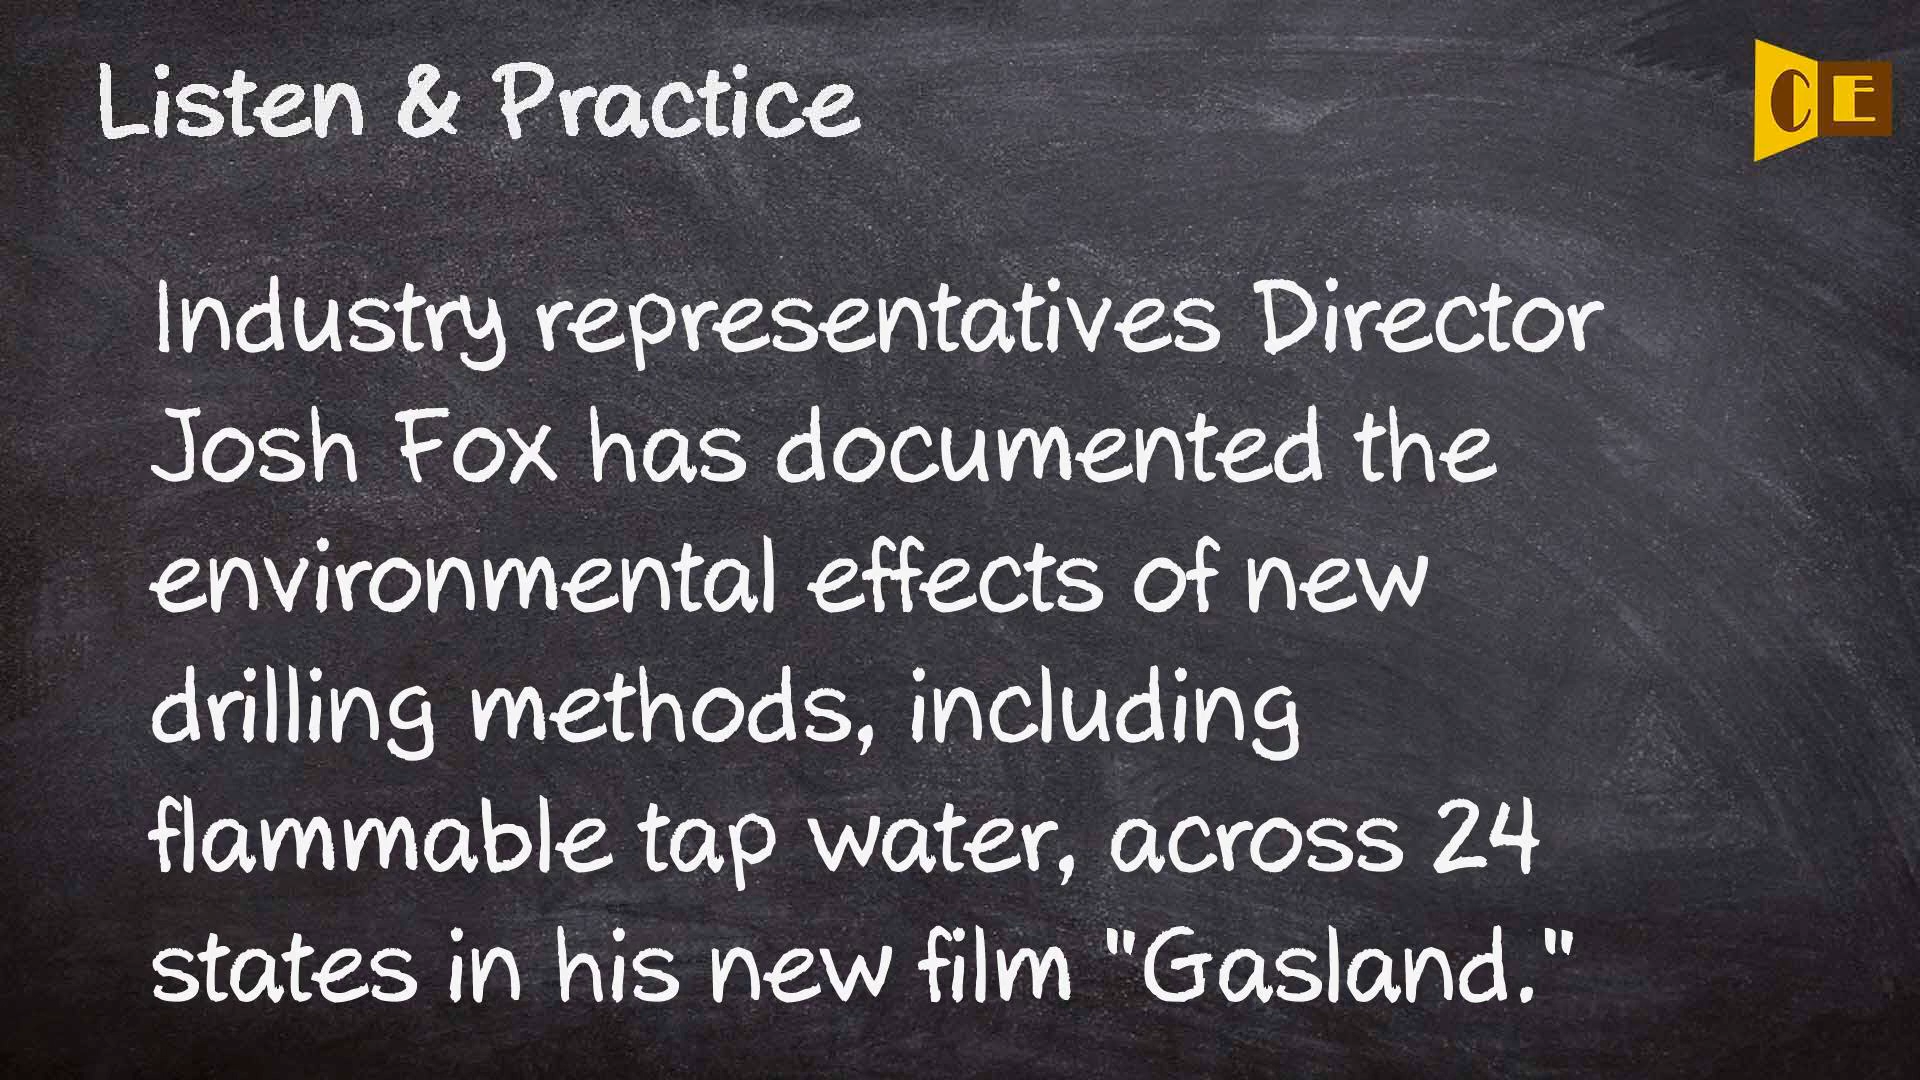 Listen & Practice
CE
Industry representatives Director
Josh Fox has documented the
environmental effects of new
drilling methods, including
flammable tap water, across 24
states in his new film "Gasland."